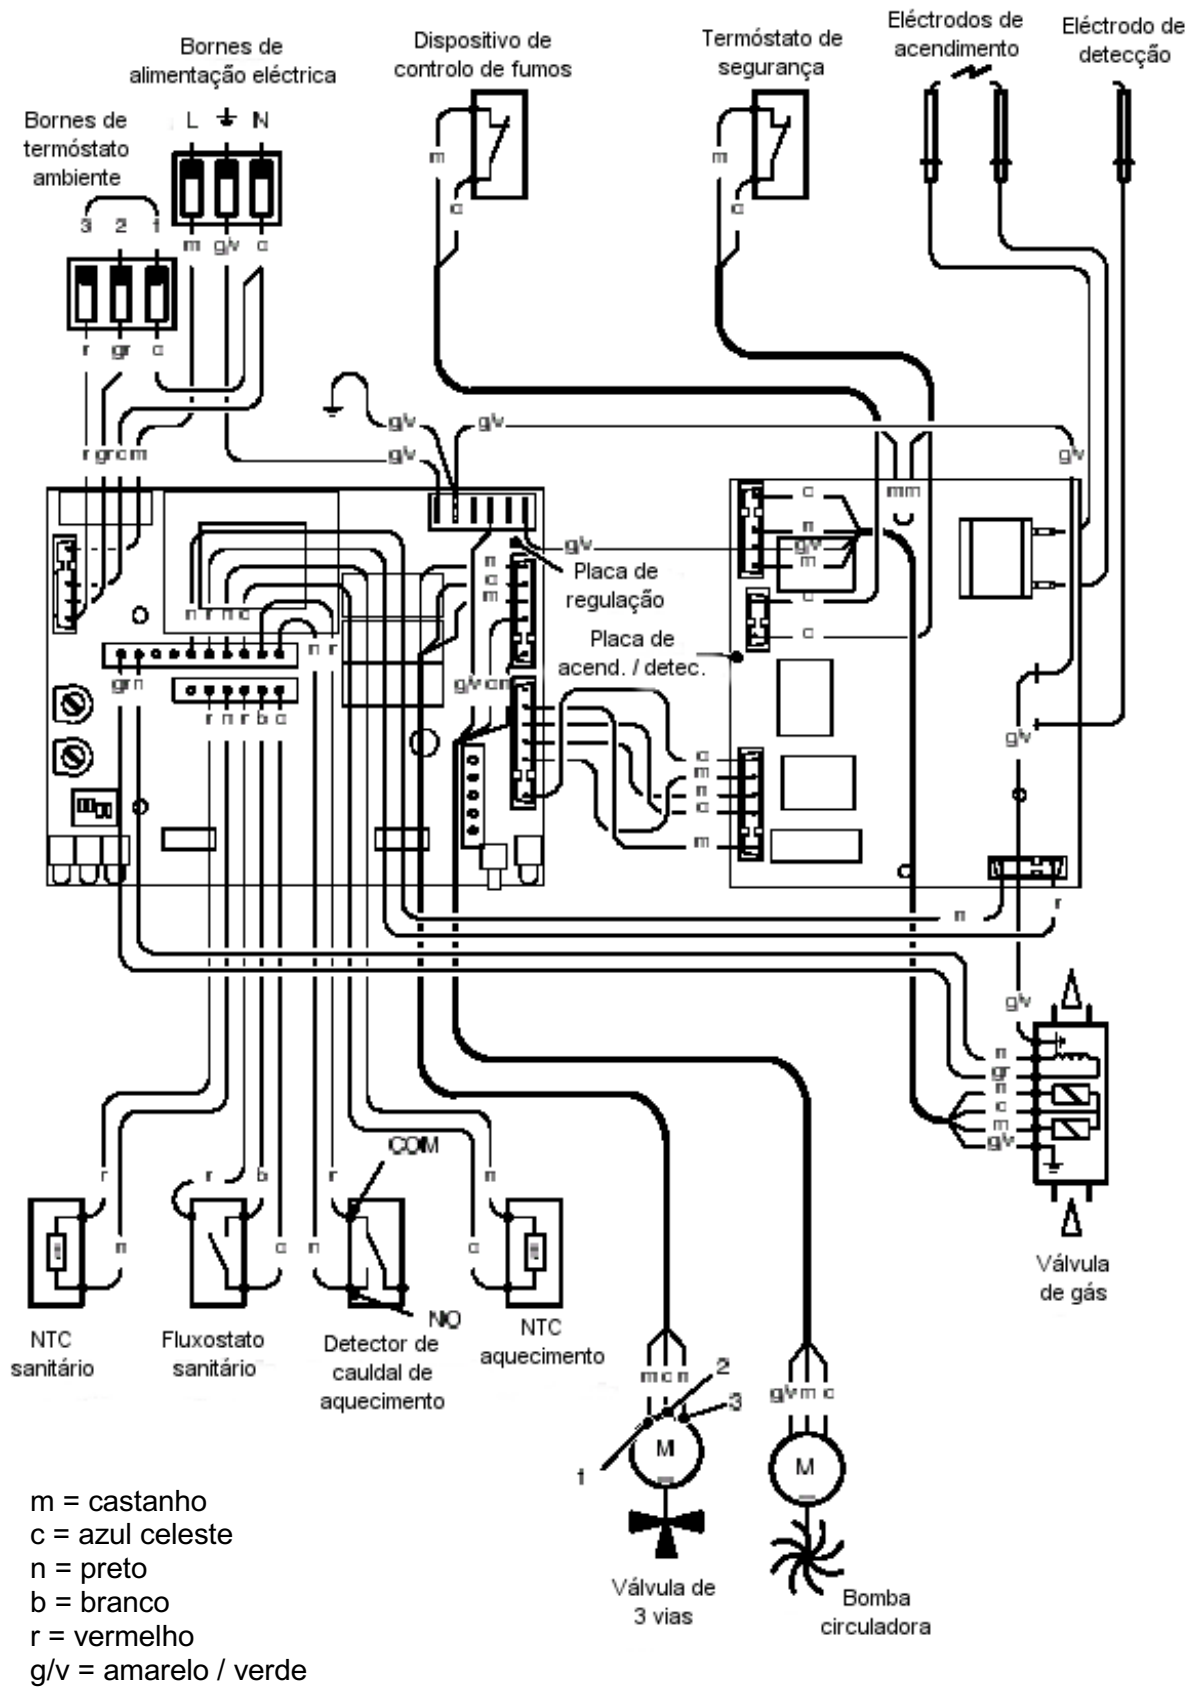 Bornes de
alimentação eléctrica
Dispositivo de
controlo de fumos
Termóstato de
segurança
Eléctrodos de
acendimento
Eléctrodo de
detecção
Bornes de
termóstato
ambiente
L N
3 2 1
m g/v c
m
c
m
c
r gr c
g/v
g/v
g/v
g/v
r gr c m
c
n
g/v
m
m m
g/v
n
c
m
Placa de
regulação
Placa de
acend. / detec.
c
c
n r n c
n r
gr n
g/v c n
r n r b c
g/v
c
m
n
c
m
n
r
g/v
n
gr
n
c
m
g/v
COM
r
r b
r
n
n
c
n
c
NO
Válvula
de gás
NTC
sanitário
Fluxostato
sanitário
Detector de
cauldal de
aquecimento
NTC
aquecimento
m c n
2
3
1
M
g/v m c
M
Válvula de
3 vias
Bomba
circuladora
m = castanho
c = azul celeste
n = preto
b = branco
r = vermelho
g/v = amarelo / verde